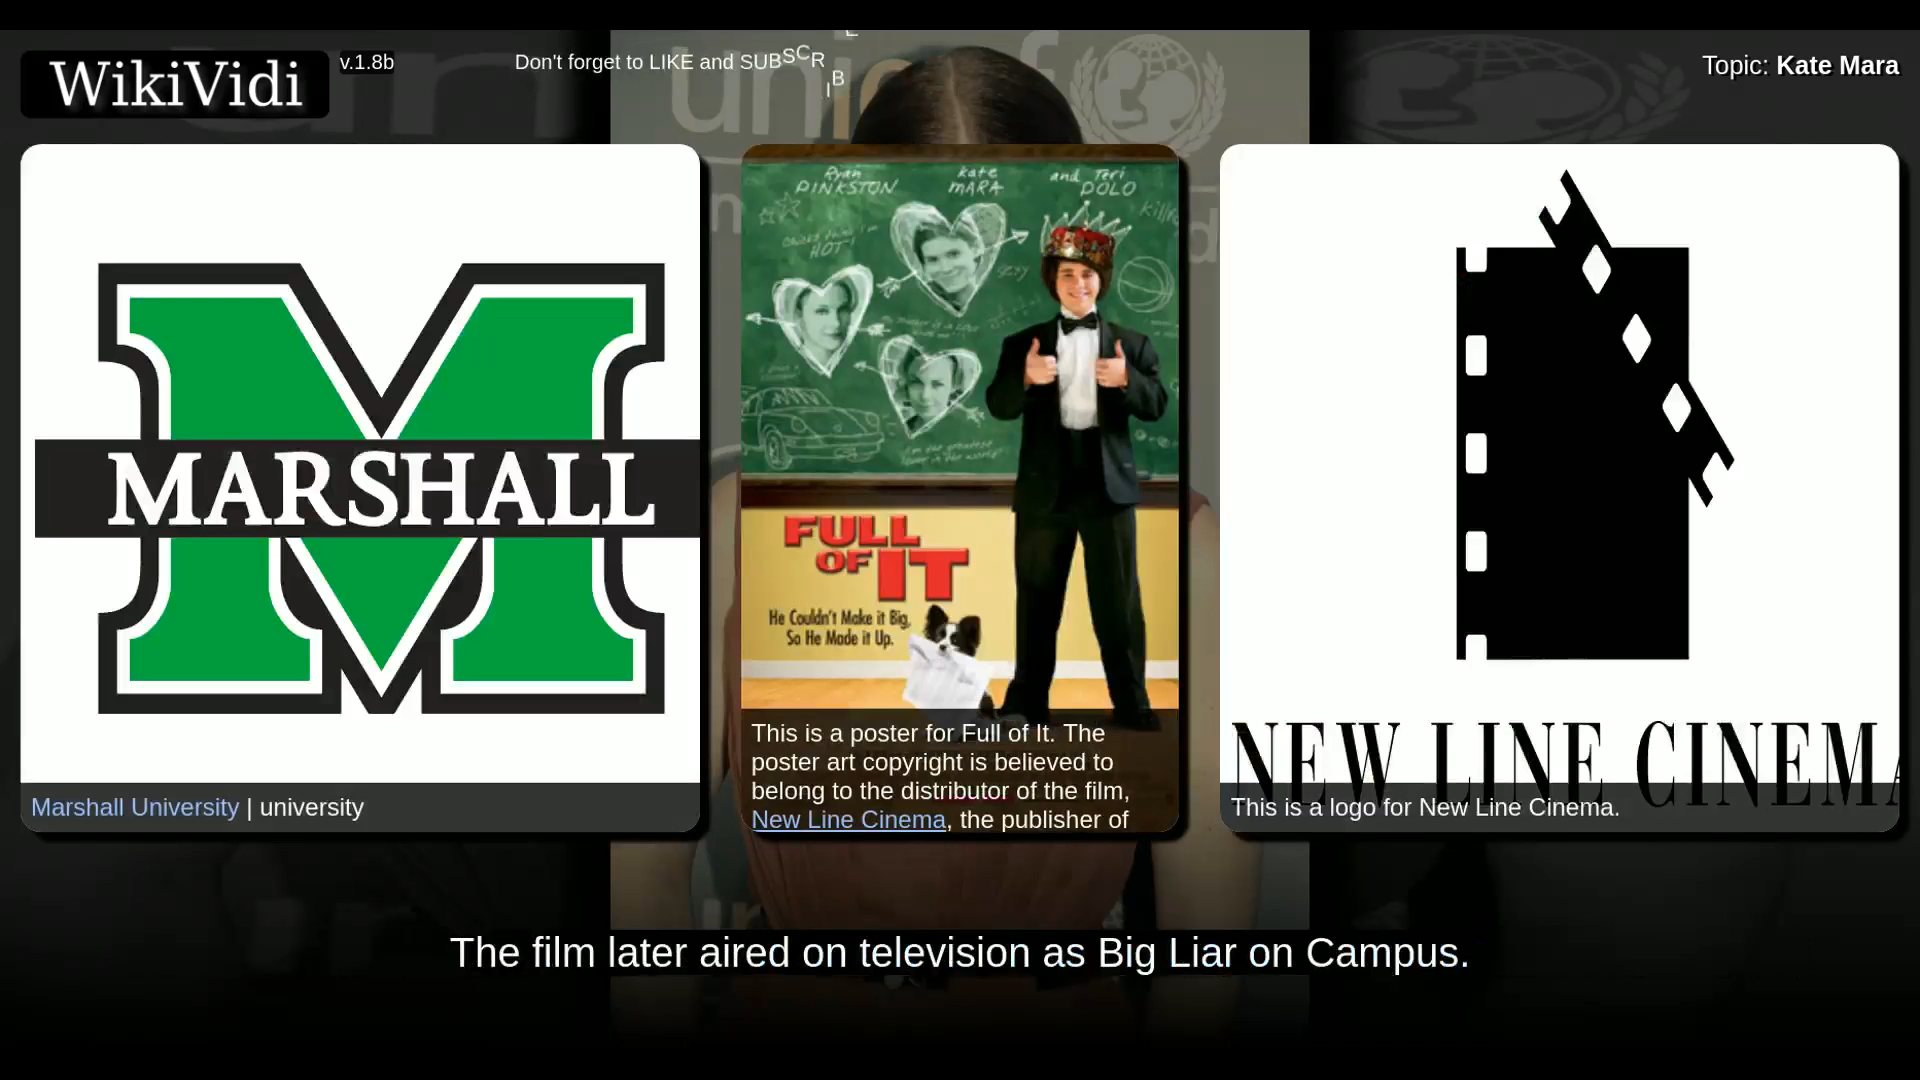 WikiVidi
v.1.8b
Don't forget to LIKE and SUBSCRIB
Topic: Kate Mara
unicef
MARSHALL
Marshall University | university
Ryan PINKSTON
Kate MARA
and Teri POLO
HOT!
FULL
OF IT
He Couldn't Make it Big,
So He Made it Up.
This is a poster for Full of It. The
poster art copyright is believed to
belong to the distributor of the film,
New Line Cinema, the publisher of
NEW LINE CINEMA
This is a logo for New Line Cinema.
The film later aired on television as Big Liar on Campus.